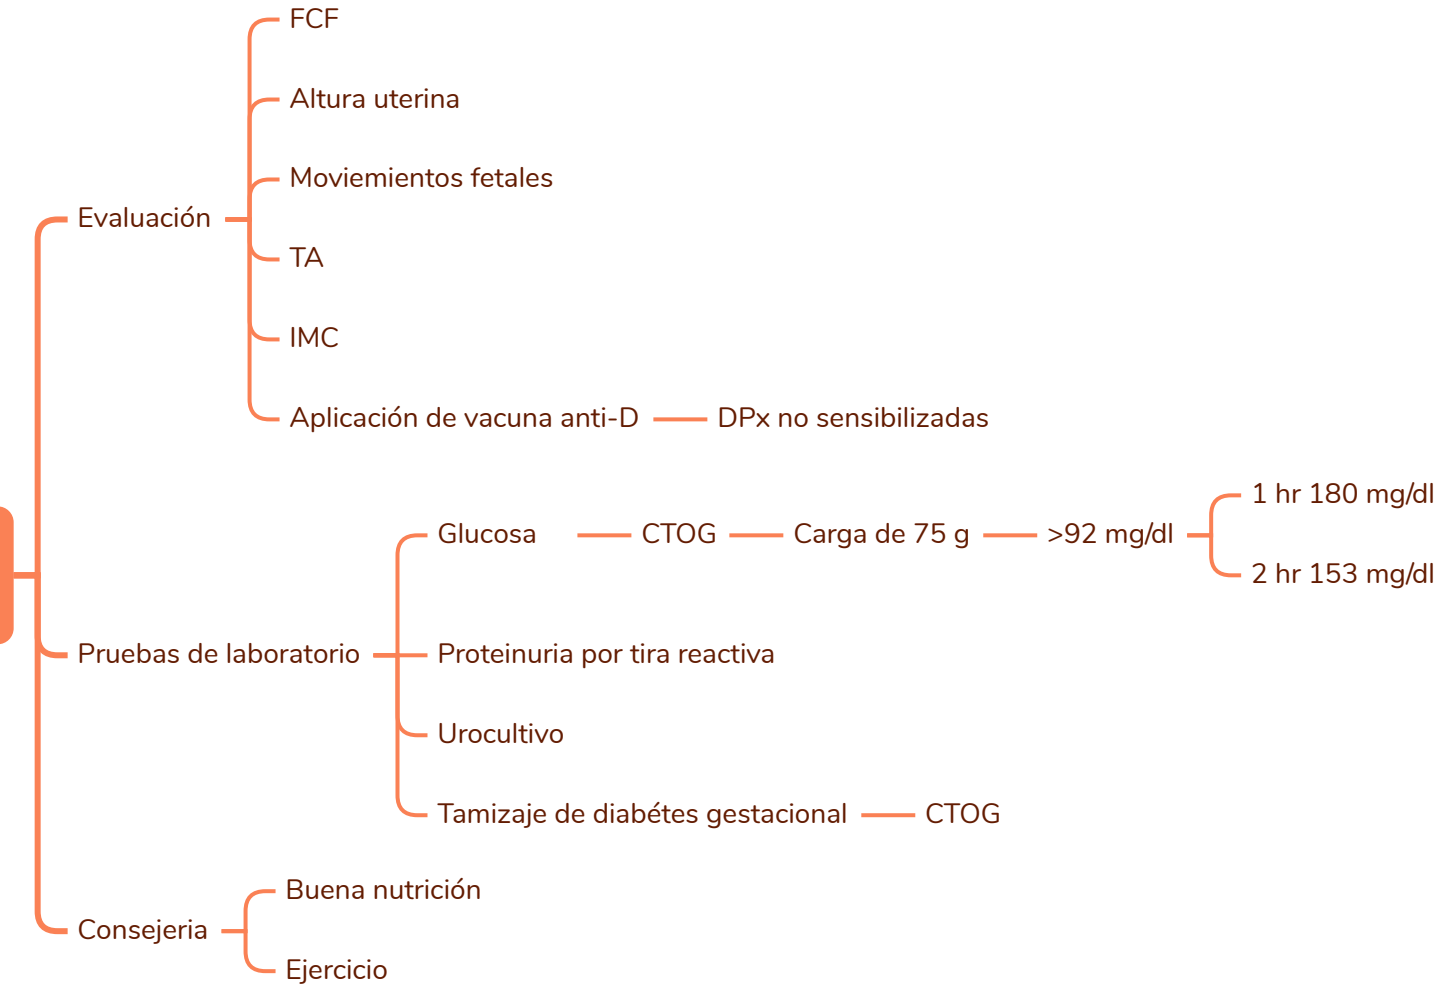 FCF
Altura uterina
Moviemientos fetales
Evaluación
TA
IMC
Aplicación de vacuna anti-D
DPx no sensibilizadas
Glucosa
CTOG
Carga de 75 g
>92 mg/dl
1 hr 180 mg/dl
2 hr 153 mg/dl
Pruebas de laboratorio
Proteinuria por tira reactiva
Urocultivo
Tamizaje de diabétes gestacional
CTOG
Consejeria
Buena nutrición
Ejercicio